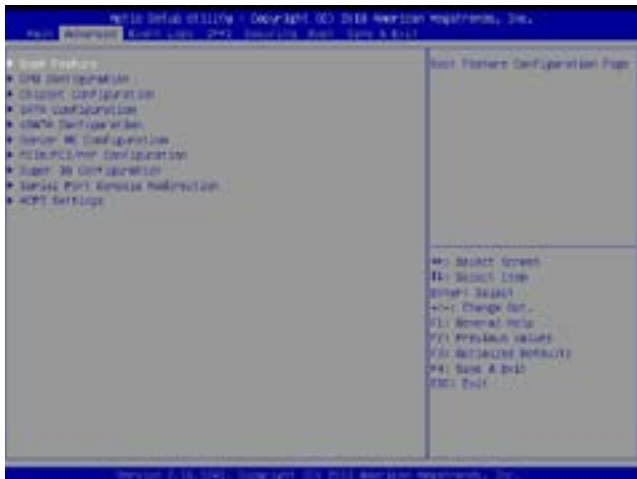 Aptio Setup Utility - Copyright (C) American Megatrends, Inc.
Main Advanced Event Logs IPMI Security Boot Save & Exit
Boot Feature
CPU Configuration
Chipset Configuration
SATA Configuration
sSATA Configuration
Server ME Configuration
PCIe/PCI/PnP Configuration
Super IO Configuration
Serial Port Console Redirection
ACPI Settings
Boot Feature Configuration Page
: Select Screen
: Select Item
Enter: Select
+/-: Change Opt.
F1: General Help
F2: Previous Values
F3: Optimized Defaults
F4: Save & Exit
ESC: Exit
Version Copyright (C) American Megatrends, Inc.